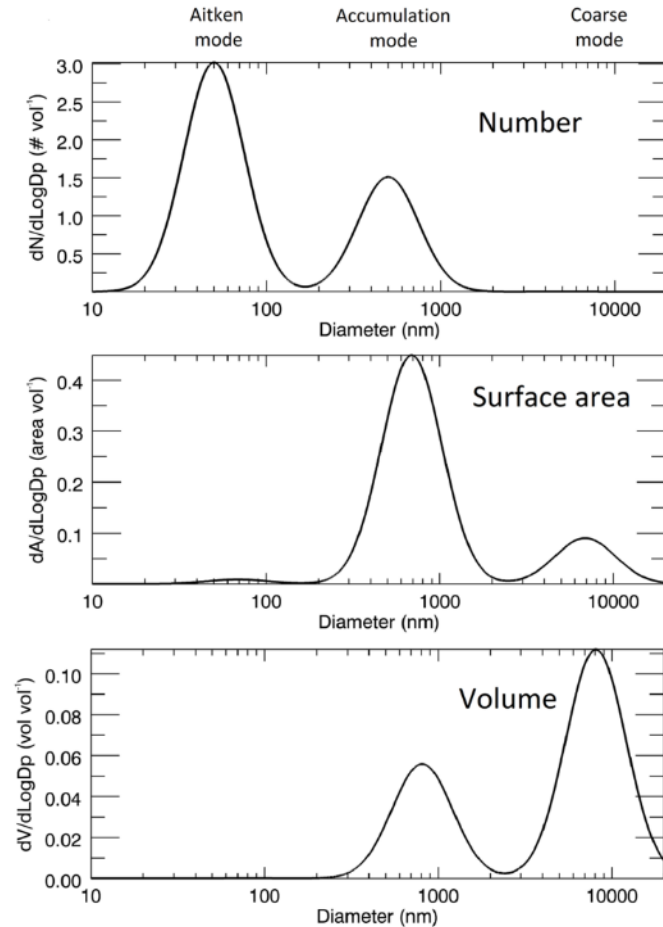 Aitken mode
Accumulation mode
Coarse mode
3.0
2.5
2.0
1.5
1.0
0.5
dN/dLogDp (# vol⁻¹)
Number
10
100
1000
10000
Diameter (nm)
0.4
0.3
0.2
0.1
dA/dLogDp (area vol⁻¹)
Surface area
10
100
1000
10000
Diameter (nm)
0.10
0.08
0.06
0.04
0.02
0.00
dV/dLogDp (vol vol⁻¹)
Volume
10
100
1000
10000
Diameter (nm)